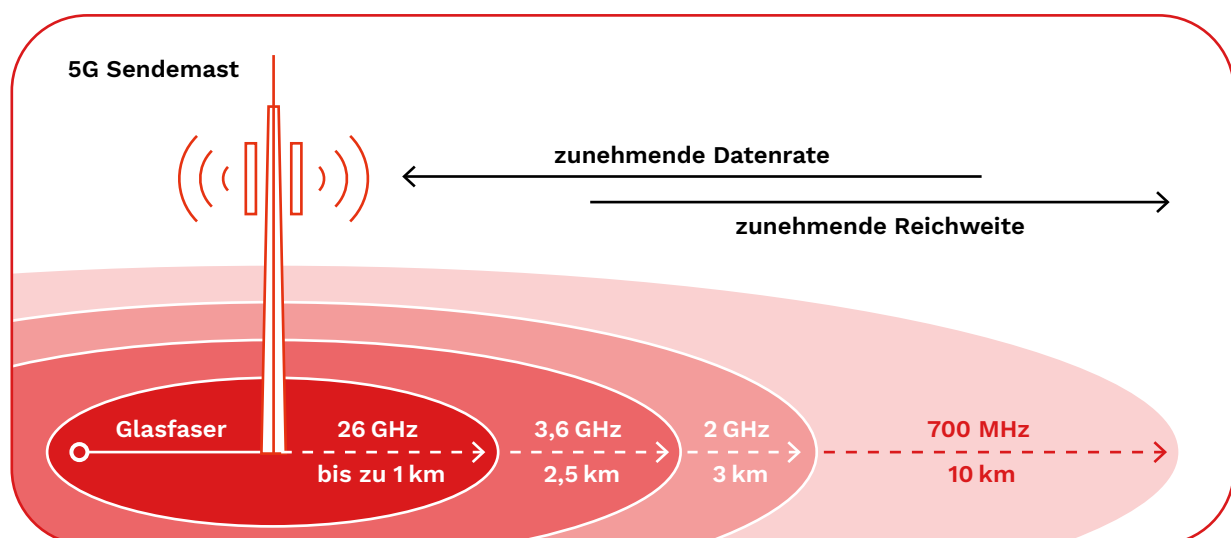 5G Sendemast
zunehmende Datenrate
zunehmende Reichweite
Glasfaser
26 GHz
bis zu 1 km
3,6 GHz
2,5 km
2 GHz
3 km
700 MHz
10 km